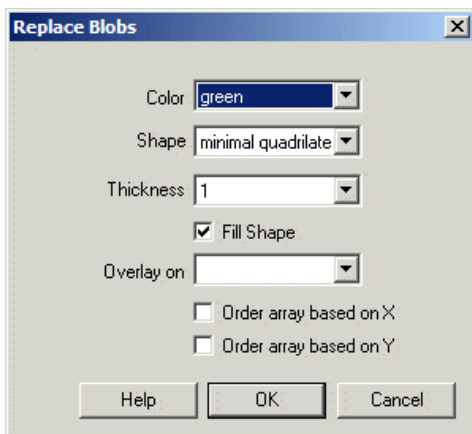 Replace Blobs
Color green
Shape minimal quadrilate
Thickness 1
Fill Shape
Overlay on
Order array based on X
Order array based on Y
Help OK Cancel